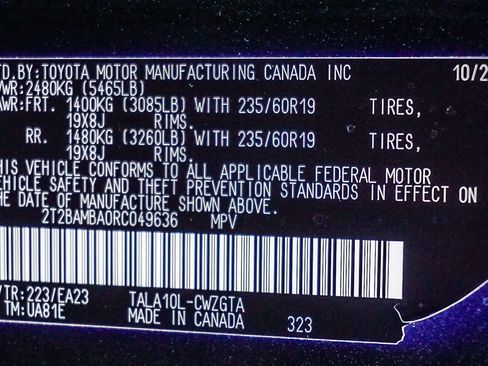 TD.BY:TOYOTA MOTOR MANUFACTURING CANADA INC 10/2
VWR:2480KG (5465LB)
AWR:FRT. 1400KG (3085LB) WITH 235/60R19 TIRES,
19X8J RIMS.
RR. 1480KG (3260LB) WITH 235/60R19 TIRES,
19X8J RIMS.
HIS VEHICLE CONFORMS TO ALL APPLICABLE FEDERAL MOTOR
EHICLE SAFETY AND THEFT PREVENTION STANDARDS IN EFFECT ON
THE DATE OF MANUFACTURE SHOWN ABOVE.
2T2BAMBA0RC049636 MPV
/TR:223/EA23 TALA10L-CWZGTA
TM:UA81E MADE IN CANADA 323